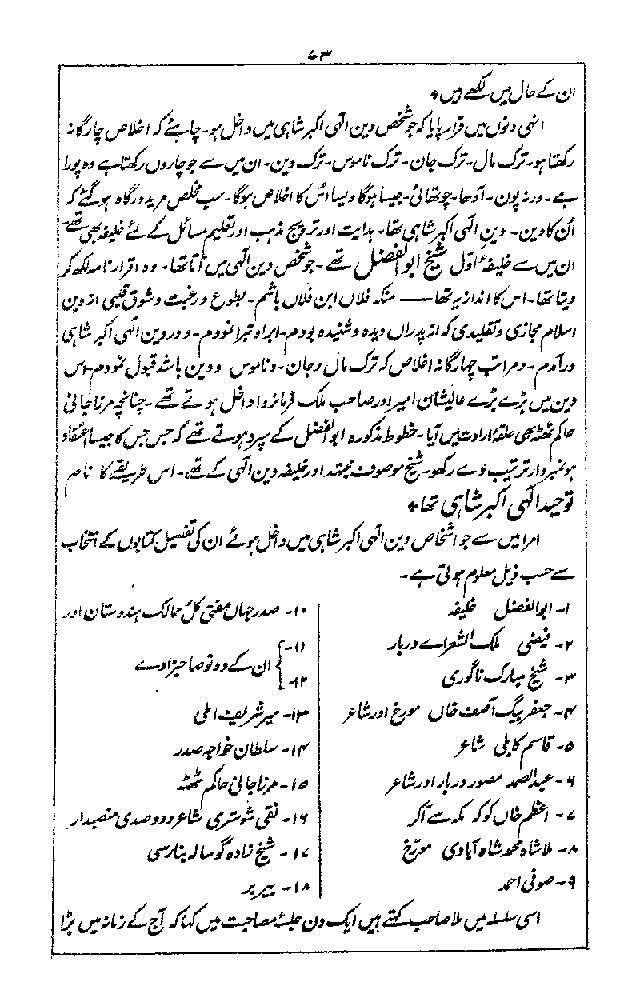 ۷۳
ان کے حال میں لکھے ہیں ٭
انہی دنوں میں قرار پایا کہ جو شخص دین الٰہی اکبر شاہی میں داخل ہو۔ چاہئے کہ اخلاص چارگانہ
رکھتا ہو۔ ترک مال۔ ترک جان۔ ترک ناموس۔ ترک دین۔ ان میں سے جو چاروں رکھتا ہے وہ پورا
ہے۔ ورنہ پون۔ آدھا۔ چوتھائی۔ جیسا ہوگا ویسا اس کا اخلاص ہوگا۔ سب مخلص مرید درگاہ ہو گئے کہ
اُن کا دین۔ دین الٰہی اکبر شاہی تھا۔ ہدایت اور ترویج مذہب اور تعلیم مسائل کے لئے خلیفہ بھی تھے
ان میں سے خلیفہ اوّل شیخ ابوالفضل تھے۔ جو شخص دین الٰہی میں آتا تھا۔ وہ اقرار نامہ لکھ کر
دیتا تھا۔ اس کا انداز یہ تھا —— منکہ فلاں ابن فلاں باشم۔ بطوع و رغبت و شوق قلبی از دین
اسلام مجازی و تقلیدی کہ از پدراں دیدہ و شنیدہ بودم۔ ابرا و تبرا نمودم۔ و در دین الٰہی اکبر شاہی
در آمدم۔ و مراتب چہارگانہ اخلاص کہ ترک مال و جان۔ و ناموس و دین باشد قبول نمودم۔ اس
دین میں بڑے بڑے عالیشان امیر اور صاحب ملک فرمانروا داخل ہوتے تھے۔ چنانچہ مرزا جانی
حاکم ٹھٹہ بھی حلقہ ارادت میں آیا۔ خطوط مذکورہ ابوالفضل کے سپرد ہوتے تھے کہ جس جس کا جیسا اعتقاد
ہو نمبروار ترتیب دے رکھو۔ شیخ موصوف مجتہد اور خلیفہ دین الٰہی کے تھے۔ اس طریقے کا نام
توحید الٰہی اکبر شاہی تھا ٭
امرا میں سے جو اشخاص دین الٰہی اکبر شاہی میں داخل ہوئے ان کی تفصیل کتابوں کے انتخاب
سے حسب ذیل معلوم ہوتی ہے۔
۱۔ ابوالفضل خلیفہ
۲۔ فیضی ملک الشعراے دربار
۳۔ شیخ مبارک ناگوری
۴۔ جعفر بیگ آصف خاں مورخ اور شاعر
۵۔ قاسم کاہلی شاعر
۶۔ عبدالصمد مصور دربار اور شاعر
۷۔ اعظم خاں کوکہ مکہ سے آکر
۸۔ ملا شاہ محمد شاہ آبادی مورخ
۹۔ صوفی احمد
۱۰۔ صدر جہاں مفتی کل ممالک ہندوستان اور
۱۱۔
۱۲۔ ان کے دونو صاحبزادے
۱۳۔ میر شریف املی
۱۴۔ سلطان خواجہ صدر
۱۵۔ مرزا جانی حاکم ٹھٹہ
۱۶۔ تقی شوستری شاعر و دو صدی منصبدار
۱۷۔ شیخ زادہ گوسالہ بنارسی
۱۸۔ بیربر
اسی سلسلہ میں ملا صاحب کہتے ہیں ایک دن جلسۂ مصاحبت میں کہا کہ آج کے زمانہ میں بڑا